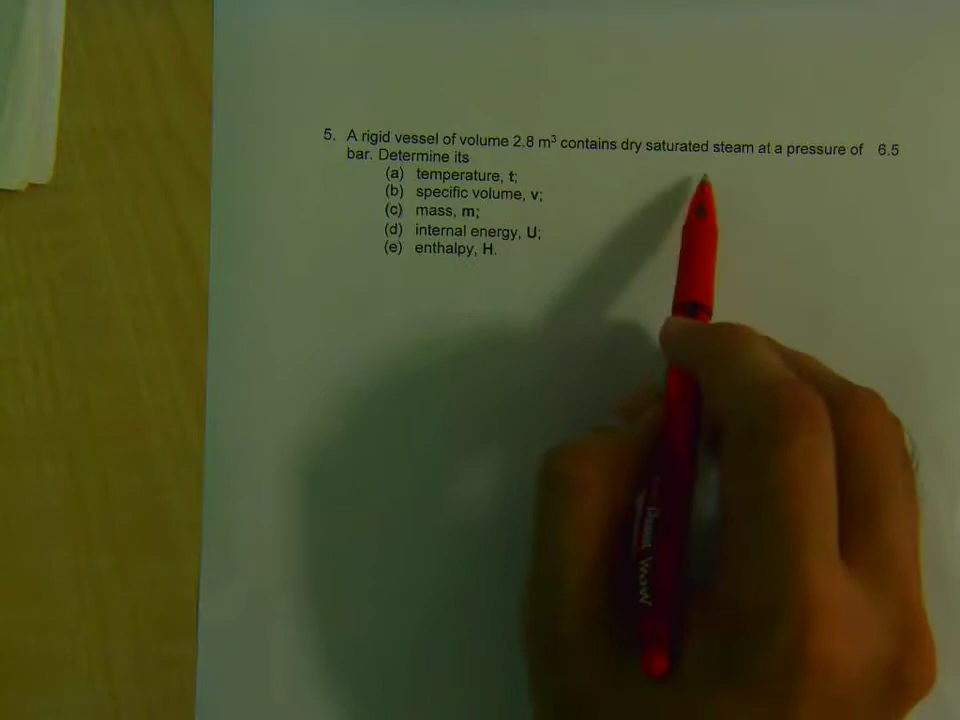 5. A rigid vessel of volume 2.8 m³ contains dry saturated steam at a pressure of 6.5
bar. Determine its
(a) temperature, t;
(b) specific volume, v;
(c) mass, m;
(d) internal energy, U;
(e) enthalpy, H.